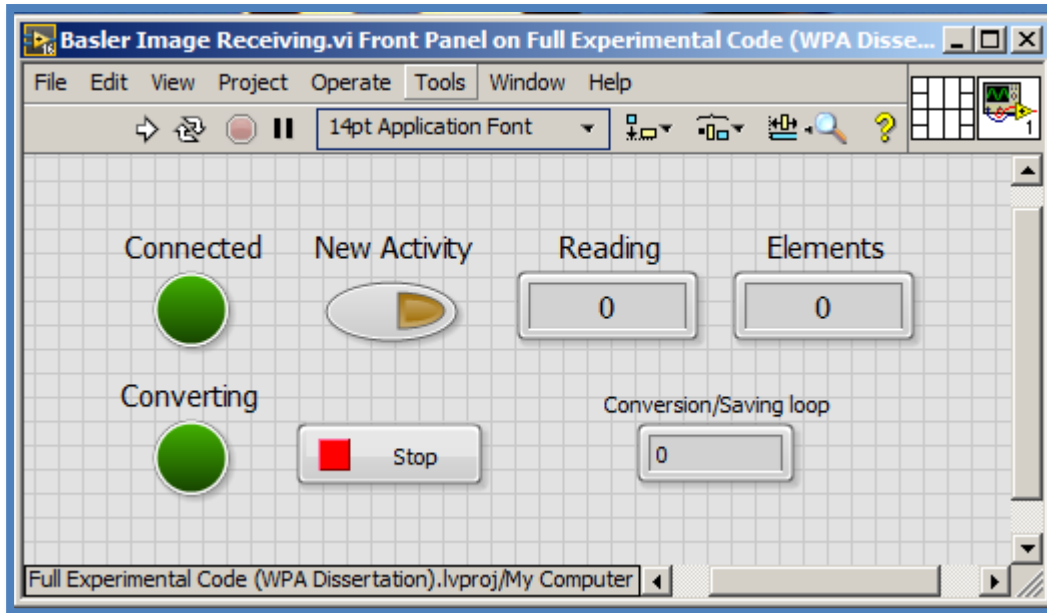 Basler Image Receiving.vi Front Panel on Full Experimental Code (WPA Disse...
File Edit View Project Operate Tools Window Help
14pt Application Font
16
1
Connected New Activity Reading Elements
0 0
Converting Conversion/Saving loop
Stop 0
Full Experimental Code (WPA Dissertation).lvproj/My Computer